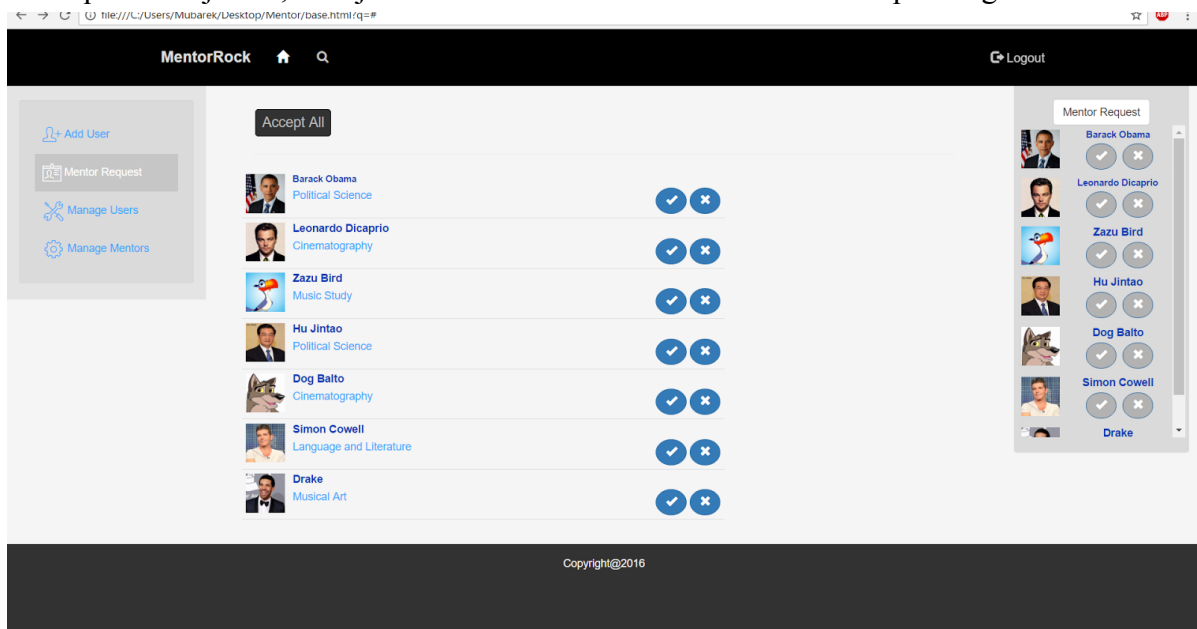 file:///C:/Users/Mubarek/Desktop/Mentor/base.html?q=#
ABP
MentorRock
Logout
Add User
Mentor Request
Manage Users
Manage Mentors
Accept All
Barack Obama
Political Science
Leonardo Dicaprio
Cinematography
Zazu Bird
Music Study
Hu Jintao
Political Science
Dog Balto
Cinematography
Simon Cowell
Language and Literature
Drake
Musical Art
Mentor Request
Barack Obama
Leonardo Dicaprio
Zazu Bird
Hu Jintao
Dog Balto
Simon Cowell
Drake
Copyright@2016